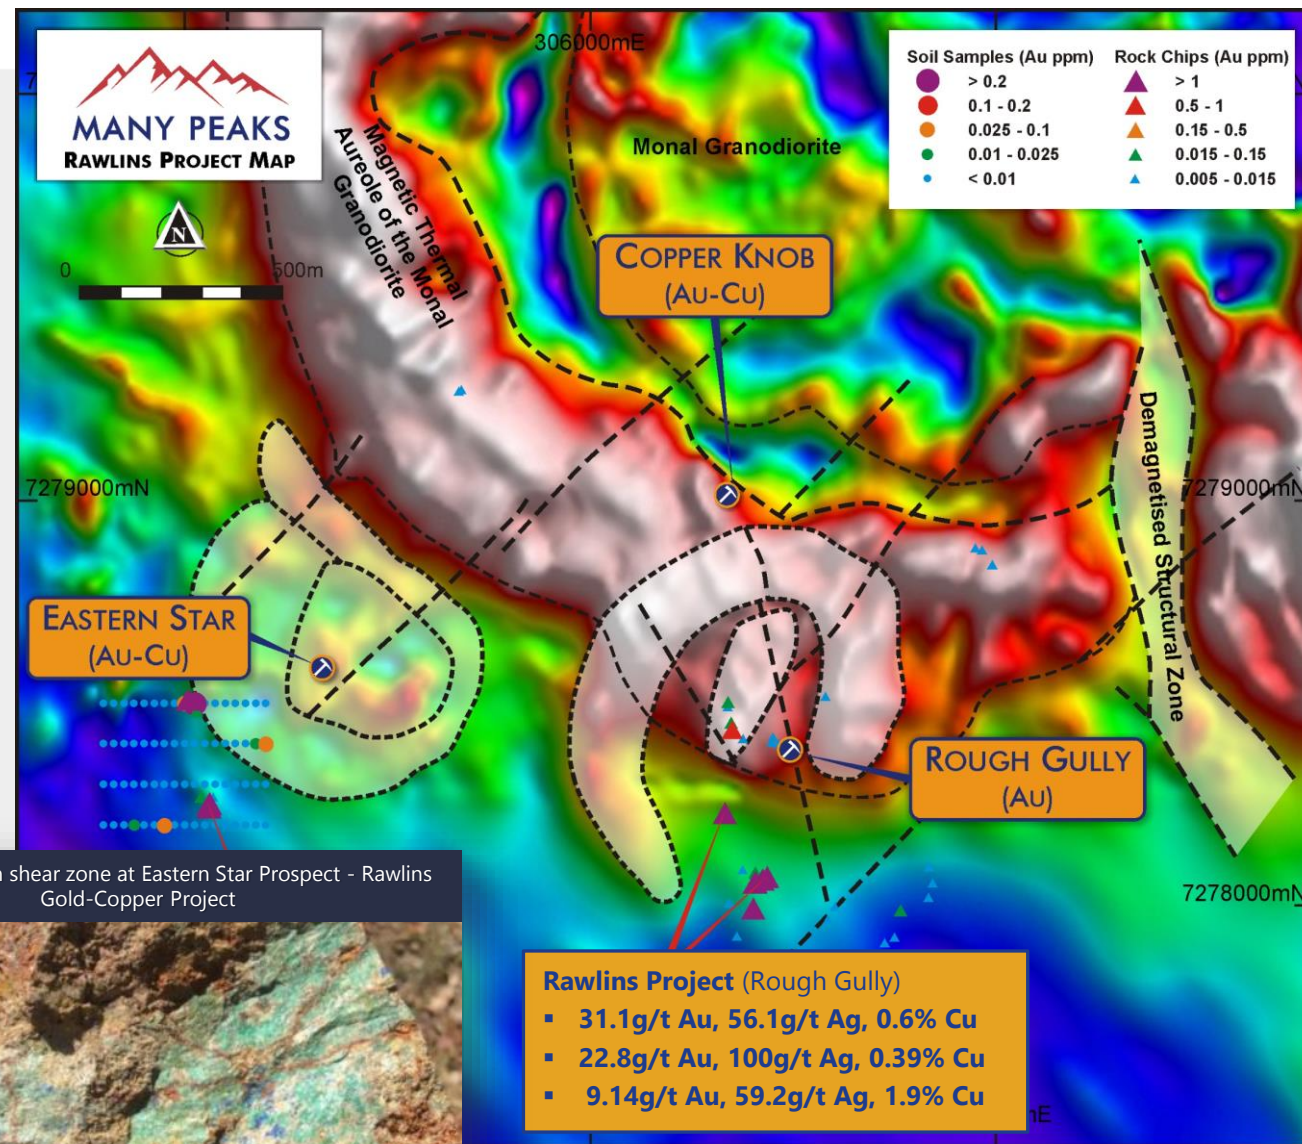 MANY PEAKS
RAWLINS PROJECT MAP
N
0 500m
306000mE
Soil Samples (Au ppm) Rock Chips (Au ppm)
> 0.2 > 1
0.1 - 0.2 0.5 - 1
0.025 - 0.1 0.15 - 0.5
0.01 - 0.025 0.015 - 0.15
< 0.01 0.005 - 0.015
Monal Granodiorite
Magnetic Thermal
Aureole of the Monal
Granodiorite
COPPER KNOB
(AU-CU)
7279000mN
7279000mN
Demagnetised Structural Zone
EASTERN STAR
(AU-CU)
ROUGH GULLY
(AU)
7278000mN
shear zone at Eastern Star Prospect - Rawlins
Gold-Copper Project
Rawlins Project (Rough Gully)
▪ 31.1g/t Au, 56.1g/t Ag, 0.6% Cu
▪ 22.8g/t Au, 100g/t Ag, 0.39% Cu
▪ 9.14g/t Au, 59.2g/t Ag, 1.9% Cu